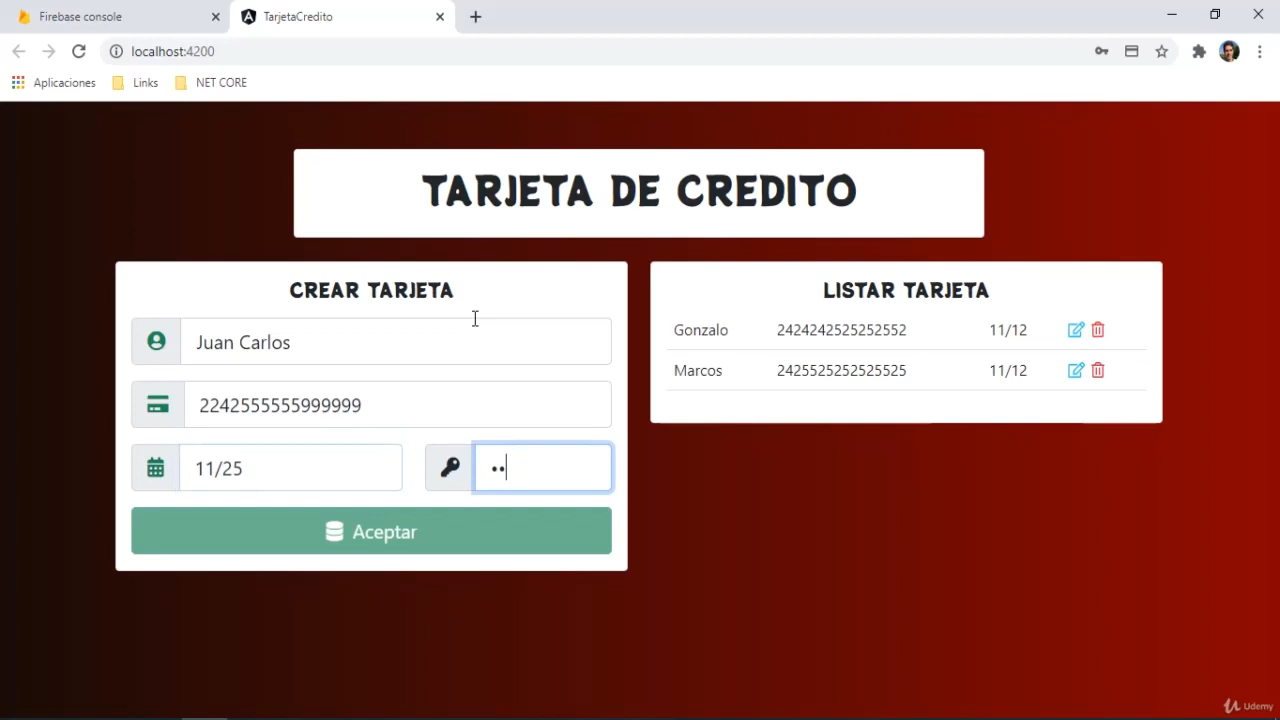 Firebase console
TarjetaCredito
localhost:4200
Aplicaciones
Links
NET CORE
TARJETA DE CREDITO
CREAR TARJETA
Juan Carlos
2242555555999999
11/25
••
Aceptar
LISTAR TARJETA
Gonzalo 2424242525252552 11/12
Marcos 2425525252525525 11/12
Udemy